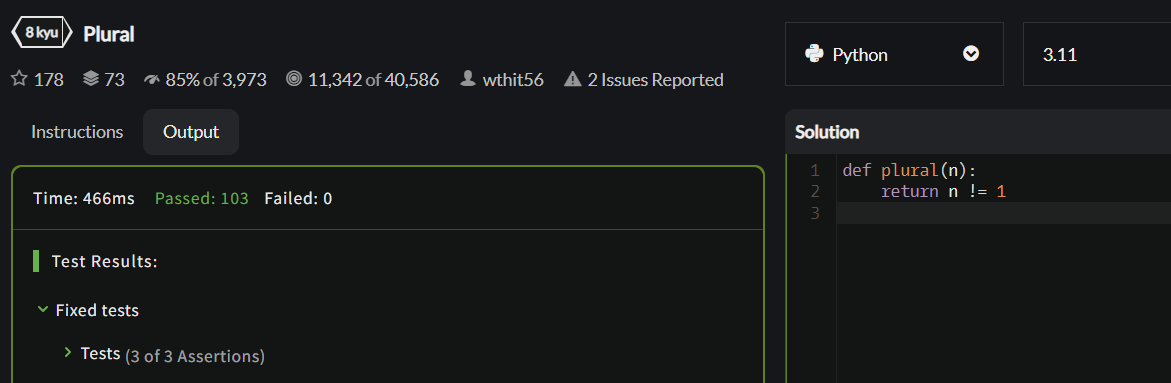 8 kyu Plural
178 73 85% of 3,973 11,342 of 40,586 wthit56 2 Issues Reported
Instructions Output
Time: 466ms Passed: 103 Failed: 0
Test Results:
Fixed tests
Tests (3 of 3 Assertions)
Python 3.11
Solution
1 def plural(n):
2     return n != 1
3